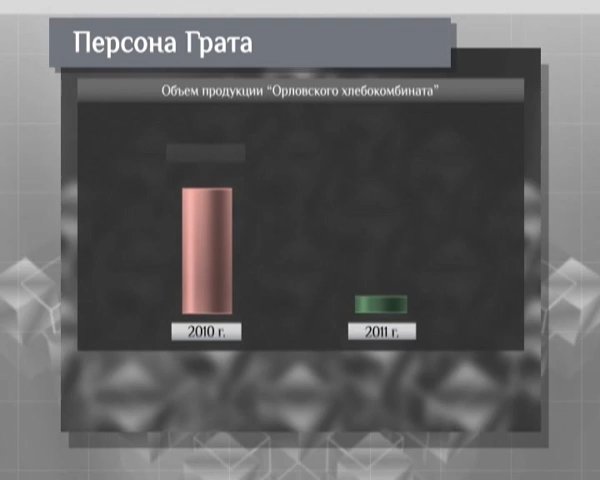 Персона Грата
Объем продукции “Орловского хлебокомбината”
2010 г.
2011 г.